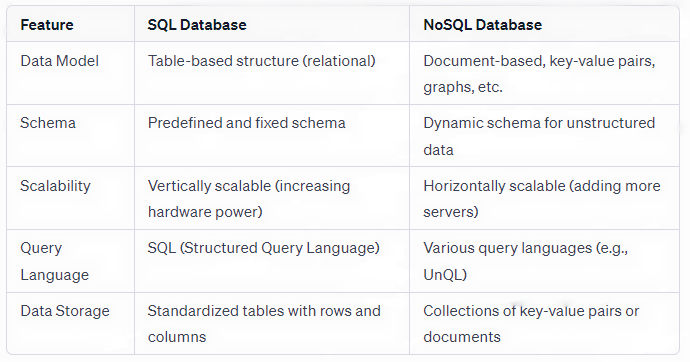 Feature SQL Database NoSQL Database
Data Model Table-based structure (relational) Document-based, key-value pairs,
graphs, etc.
Schema Predefined and fixed schema Dynamic schema for unstructured
data
Scalability Vertically scalable (increasing Horizontally scalable (adding more
hardware power) servers)
Query SQL (Structured Query Language) Various query languages (e.g.,
Language UnQL)
Data Storage Standardized tables with rows and Collections of key-value pairs or
columns documents